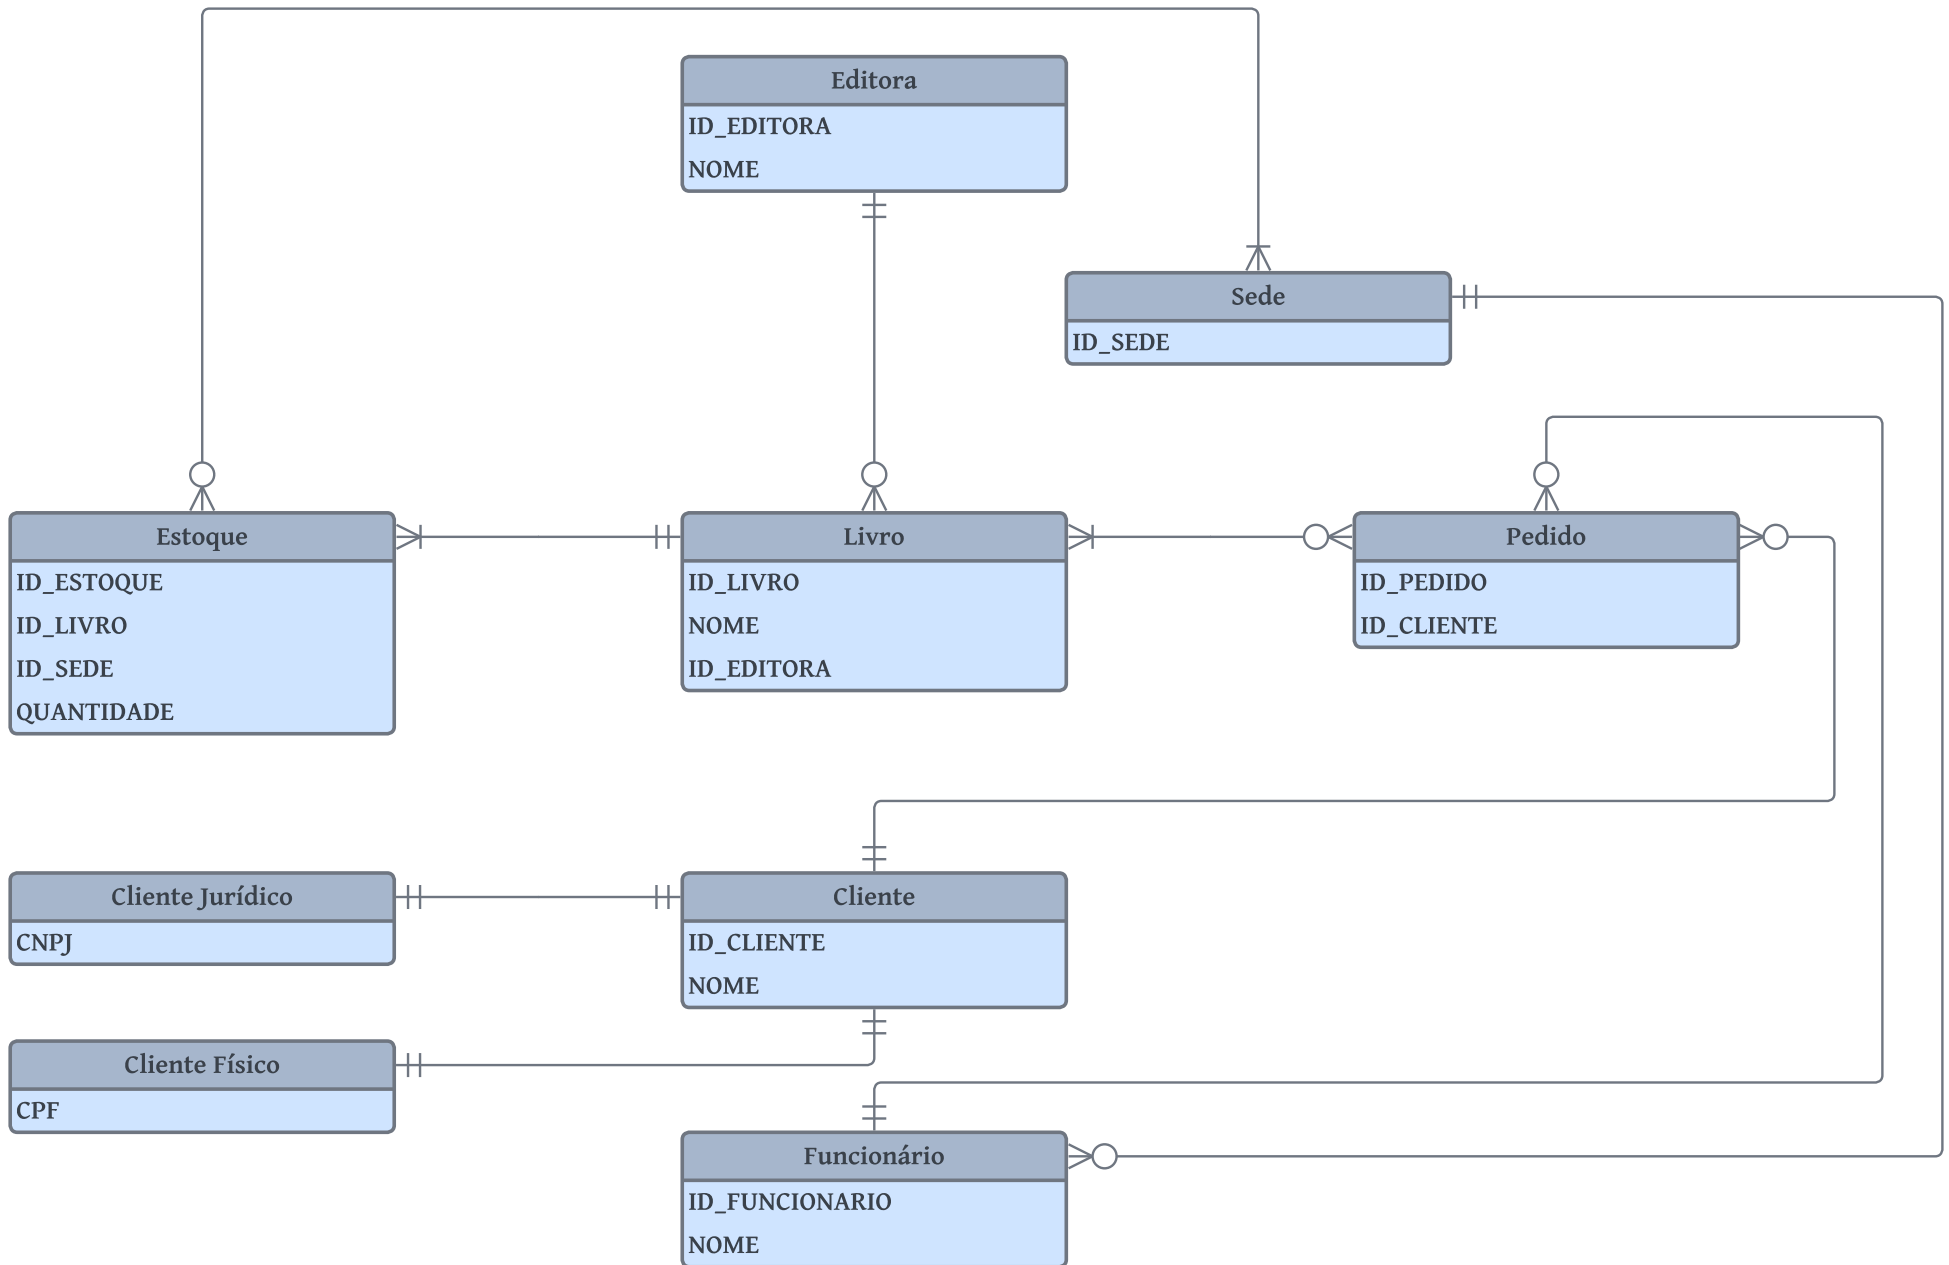 Editora
ID_EDITORA
NOME
Sede
ID_SEDE
Estoque
ID_ESTOQUE
ID_LIVRO
ID_SEDE
QUANTIDADE
Livro
ID_LIVRO
NOME
ID_EDITORA
Pedido
ID_PEDIDO
ID_CLIENTE
Cliente Jurídico
CNPJ
Cliente
ID_CLIENTE
NOME
Cliente Físico
CPF
Funcionário
ID_FUNCIONARIO
NOME